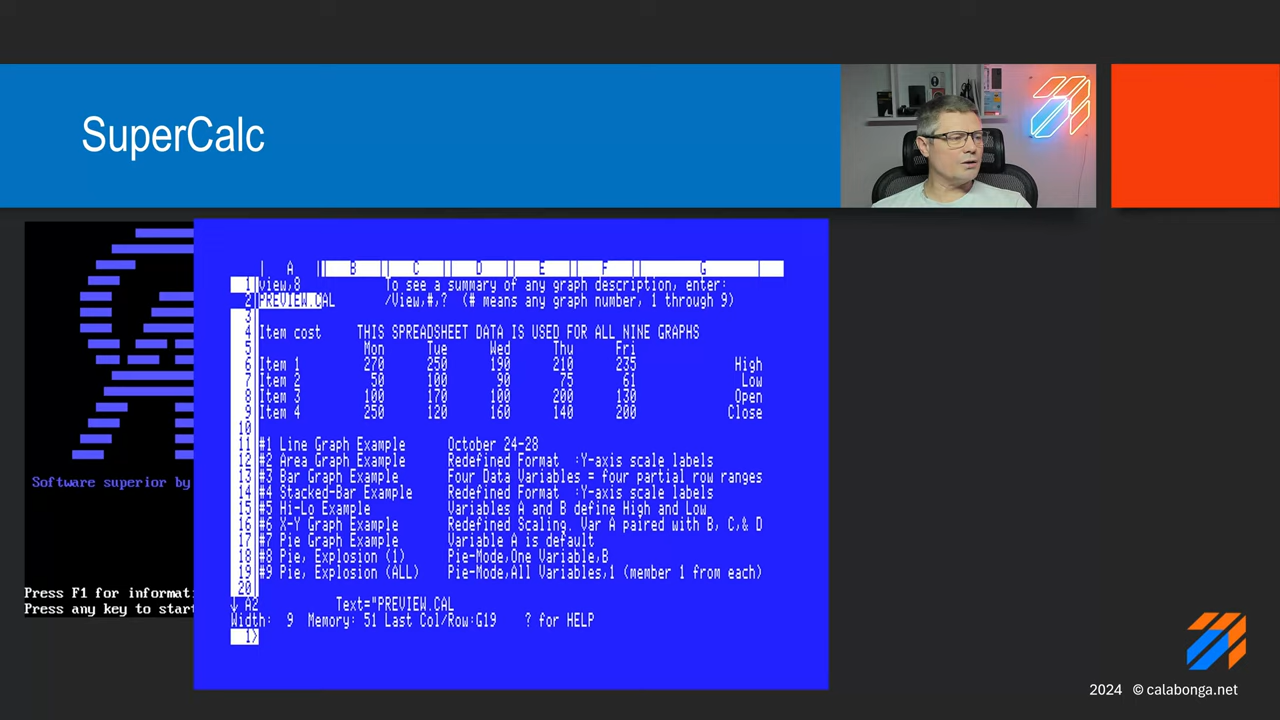 SuperCalc
| A || B || C || D || E || F || G |
1 view,8 To see a summary of any graph description, enter:
2 PREVIEW.CAL /View,#,? (# means any graph number, 1 through 9)
3
4 Item cost THIS SPREADSHEET DATA IS USED FOR ALL NINE GRAPHS
5 Mon Tue Wed Thu Fri
6 Item 1 270 250 190 210 235 High
7 Item 2 50 100 90 75 61 Low
8 Item 3 100 170 100 200 130 Open
9 Item 4 250 120 160 140 200 Close
10
11 #1 Line Graph Example October 24-28
12 #2 Area Graph Example Redefined Format :Y-axis scale labels
13 #3 Bar Graph Example Four Data Variables = four partial row ranges
14 #4 Stacked-Bar Example Redefined Format :Y-axis scale labels
15 #5 Hi-Lo Example Variables A and B define High and Low
16 #6 X-Y Graph Example Redefined Scaling. Var A paired with B, C,& D
17 #7 Pie Graph Example Variable A is default
18 #8 Pie, Explosion (1) Pie-Mode,One Variable,B
19 #9 Pie, Explosion (ALL) Pie-Mode,All Variables,1 (member 1 from each)
20
↓ A2 Text="PREVIEW.CAL
Width: 9 Memory: 51 Last Col/Row:G19 ? for HELP
1>
Software superior by
Press F1 for informat
Press any key to start
2024 © calabonga.net